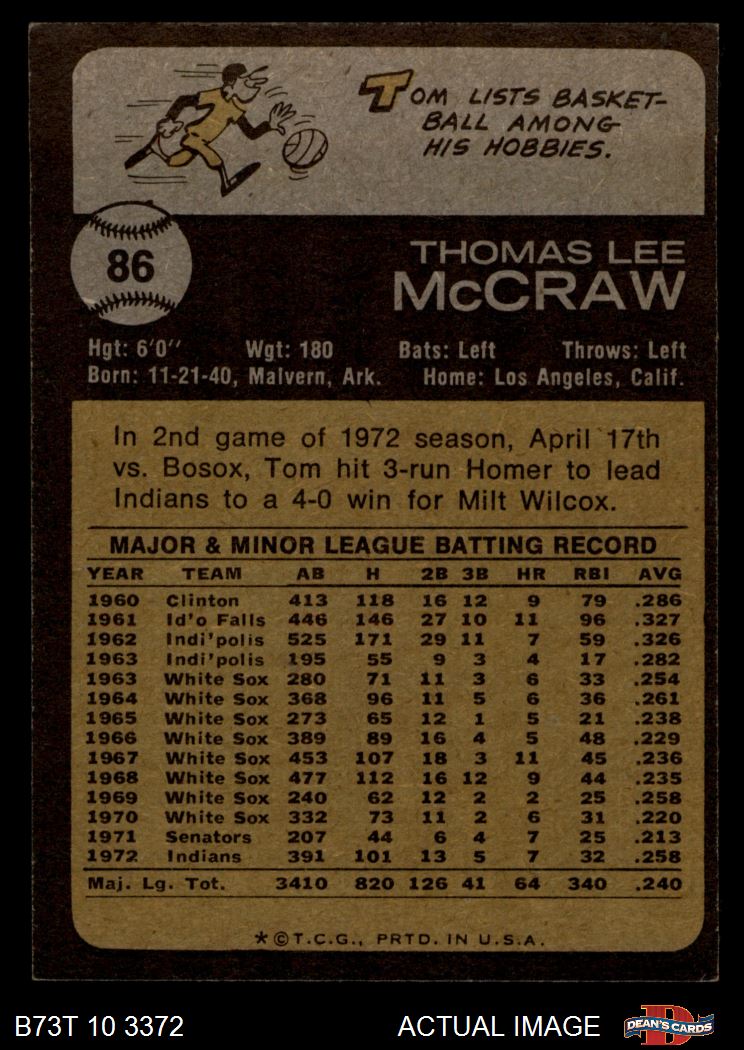 TOM LISTS BASKET-
BALL AMONG
HIS HOBBIES.
86
THOMAS LEE
McCRAW
Hgt: 6'0" Wgt: 180 Bats: Left Throws: Left
Born: 11-21-40, Malvern, Ark. Home: Los Angeles, Calif.
In 2nd game of 1972 season, April 17th
vs. Bosox, Tom hit 3-run Homer to lead
Indians to a 4-0 win for Milt Wilcox.
MAJOR & MINOR LEAGUE BATTING RECORD
YEAR TEAM AB H 2B 3B HR RBI AVG
1960 Clinton 413 118 16 12 9 79 .286
1961 Id'o Falls 446 146 27 10 11 96 .327
1962 Indi'polis 525 171 29 11 7 59 .326
1963 Indi'polis 195 55 9 3 4 17 .282
1963 White Sox 280 71 11 3 6 33 .254
1964 White Sox 368 96 11 5 6 36 .261
1965 White Sox 273 65 12 1 5 21 .238
1966 White Sox 389 89 16 4 5 48 .229
1967 White Sox 453 107 18 3 11 45 .236
1968 White Sox 477 112 16 12 9 44 .235
1969 White Sox 240 62 12 2 2 25 .258
1970 White Sox 332 73 11 2 6 31 .220
1971 Senators 207 44 6 4 7 25 .213
1972 Indians 391 101 13 5 7 32 .258
Maj. Lg. Tot. 3410 820 126 41 64 340 .240
*©T.C.G., PRTD. IN U.S.A.
B73T 10 3372 ACTUAL IMAGE
D
DEAN'S CARDS